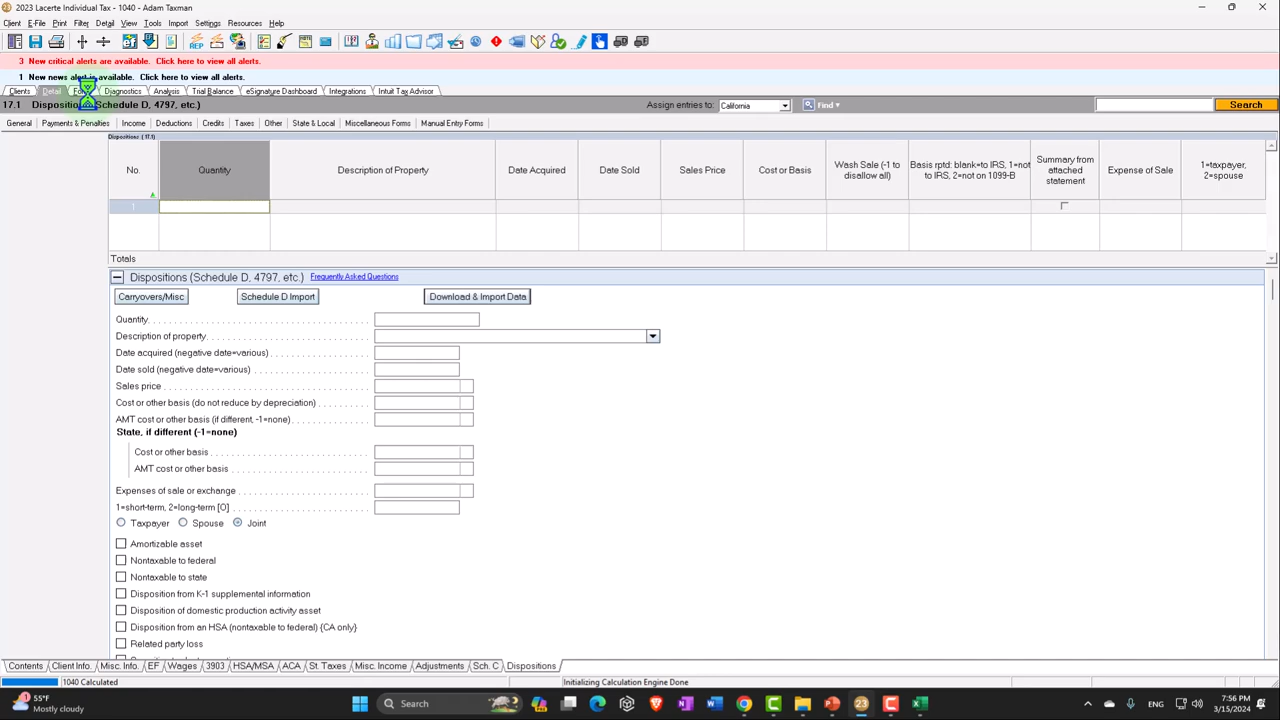 2023 Lacerte Individual Tax - 1040 - Adam Taxman
Client E-File Print Filter Detail View Tools Import Settings Resources Help
3 New critical alerts are available. Click here to view all alerts.
1 New news alert is available. Click here to view all alerts.
Clients Detail Diagnostics Analysis Trial Balance eSignature Dashboard Integrations Intuit Tax Advisor
17.1 Dispositions (Schedule D, 4797, etc.) Assign entries to: California Find Search
General Payments & Penalties Income Deductions Credits Taxes Other State & Local Miscellaneous Forms Manual Entry Forms
Dispositions (17.1)
No. Quantity Description of Property Date Acquired Date Sold Sales Price Cost or Basis Wash Sale (-1 to disallow all) Basis rptd: blank=to IRS, 1=not to IRS, 2=not on 1099-B Summary from attached statement Expense of Sale 1=taxpayer, 2=spouse
1
Totals
Dispositions (Schedule D, 4797, etc.) Frequently Asked Questions
Carryovers/Misc Schedule D Import Download & Import Data
Quantity
Description of property
Date acquired (negative date=various)
Date sold (negative date=various)
Sales price
Cost or other basis (do not reduce by depreciation)
AMT cost or other basis (if different, -1=none)
State, if different (-1=none)
Cost or other basis
AMT cost or other basis
Expenses of sale or exchange
1=short-term, 2=long-term [O]
Taxpayer Spouse Joint
Amortizable asset
Nontaxable to federal
Nontaxable to state
Disposition from K-1 supplemental information
Disposition of domestic production activity asset
Disposition from an HSA (nontaxable to federal) {CA only}
Related party loss
Contents Client Info. Misc. Info. EF Wages 3903 HSA/MSA ACA St. Taxes Misc. Income Adjustments Sch. C Dispositions
1040 Calculated Initializing Calculation Engine Done
55°F
Mostly cloudy
Search
23
ENG
7:56 PM
3/15/2024